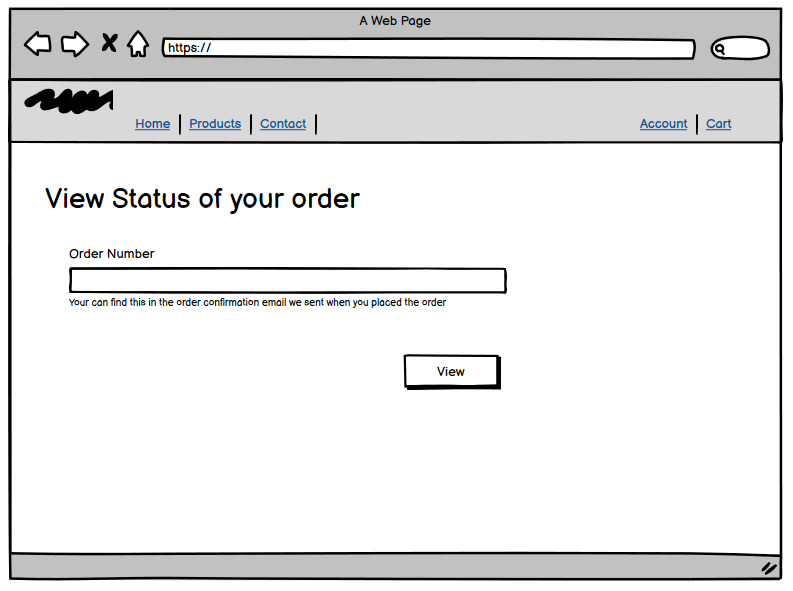 A Web Page
https://
Home Products Contact Account Cart
View Status of your order
Order Number
Your can find this in the order confirmation email we sent when you placed the order
View